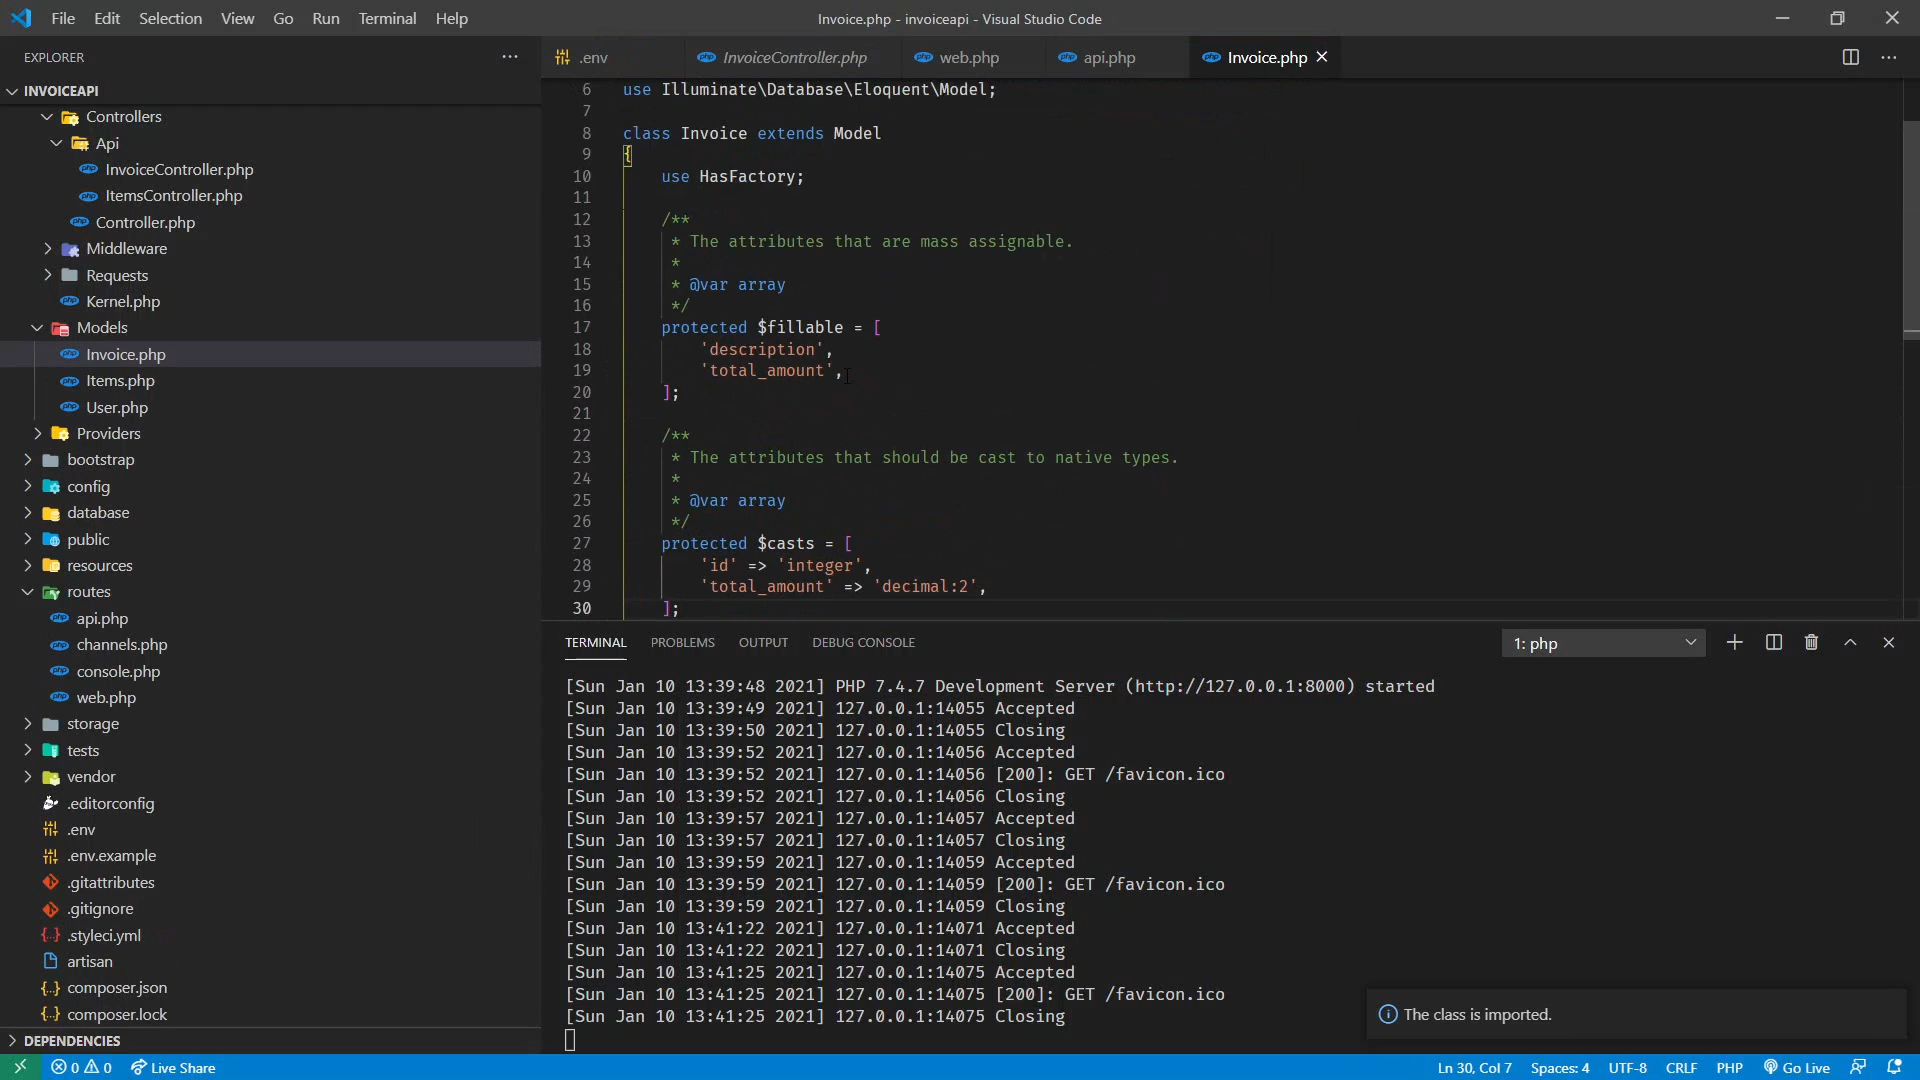 File Edit Selection View Go Run Terminal Help
Invoice.php - invoiceapi - Visual Studio Code
EXPLORER
INVOICEAPI
Controllers
Api
InvoiceController.php
ItemsController.php
Controller.php
Middleware
Requests
Kernel.php
Models
Invoice.php
Items.php
User.php
Providers
bootstrap
config
database
public
resources
routes
api.php
channels.php
console.php
web.php
storage
tests
vendor
.editorconfig
.env
.env.example
.gitattributes
.gitignore
.styleci.yml
artisan
composer.json
composer.lock
DEPENDENCIES
.env InvoiceController.php web.php api.php Invoice.php
6 use Illuminate\Database\Eloquent\Model;
7
8 class Invoice extends Model
9 {
10 use HasFactory;
11
12 /**
13 * The attributes that are mass assignable.
14 *
15 * @var array
16 */
17 protected $fillable = [
18 'description',
19 'total_amount',
20 ];
21
22 /**
23 * The attributes that should be cast to native types.
24 *
25 * @var array
26 */
27 protected $casts = [
28 'id' => 'integer',
29 'total_amount' => 'decimal:2',
30 ];
TERMINAL PROBLEMS OUTPUT DEBUG CONSOLE 1: php
[Sun Jan 10 13:39:48 2021] PHP 7.4.7 Development Server (http://127.0.0.1:8000) started
[Sun Jan 10 13:39:49 2021] 127.0.0.1:14055 Accepted
[Sun Jan 10 13:39:50 2021] 127.0.0.1:14055 Closing
[Sun Jan 10 13:39:52 2021] 127.0.0.1:14056 Accepted
[Sun Jan 10 13:39:52 2021] 127.0.0.1:14056 [200]: GET /favicon.ico
[Sun Jan 10 13:39:52 2021] 127.0.0.1:14056 Closing
[Sun Jan 10 13:39:57 2021] 127.0.0.1:14057 Accepted
[Sun Jan 10 13:39:57 2021] 127.0.0.1:14057 Closing
[Sun Jan 10 13:39:59 2021] 127.0.0.1:14059 Accepted
[Sun Jan 10 13:39:59 2021] 127.0.0.1:14059 [200]: GET /favicon.ico
[Sun Jan 10 13:39:59 2021] 127.0.0.1:14059 Closing
[Sun Jan 10 13:41:22 2021] 127.0.0.1:14071 Accepted
[Sun Jan 10 13:41:22 2021] 127.0.0.1:14071 Closing
[Sun Jan 10 13:41:25 2021] 127.0.0.1:14075 Accepted
[Sun Jan 10 13:41:25 2021] 127.0.0.1:14075 [200]: GET /favicon.ico
[Sun Jan 10 13:41:25 2021] 127.0.0.1:14075 Closing
The class is imported.
0 0 Live Share Ln 30, Col 7 Spaces: 4 UTF-8 CRLF PHP Go Live